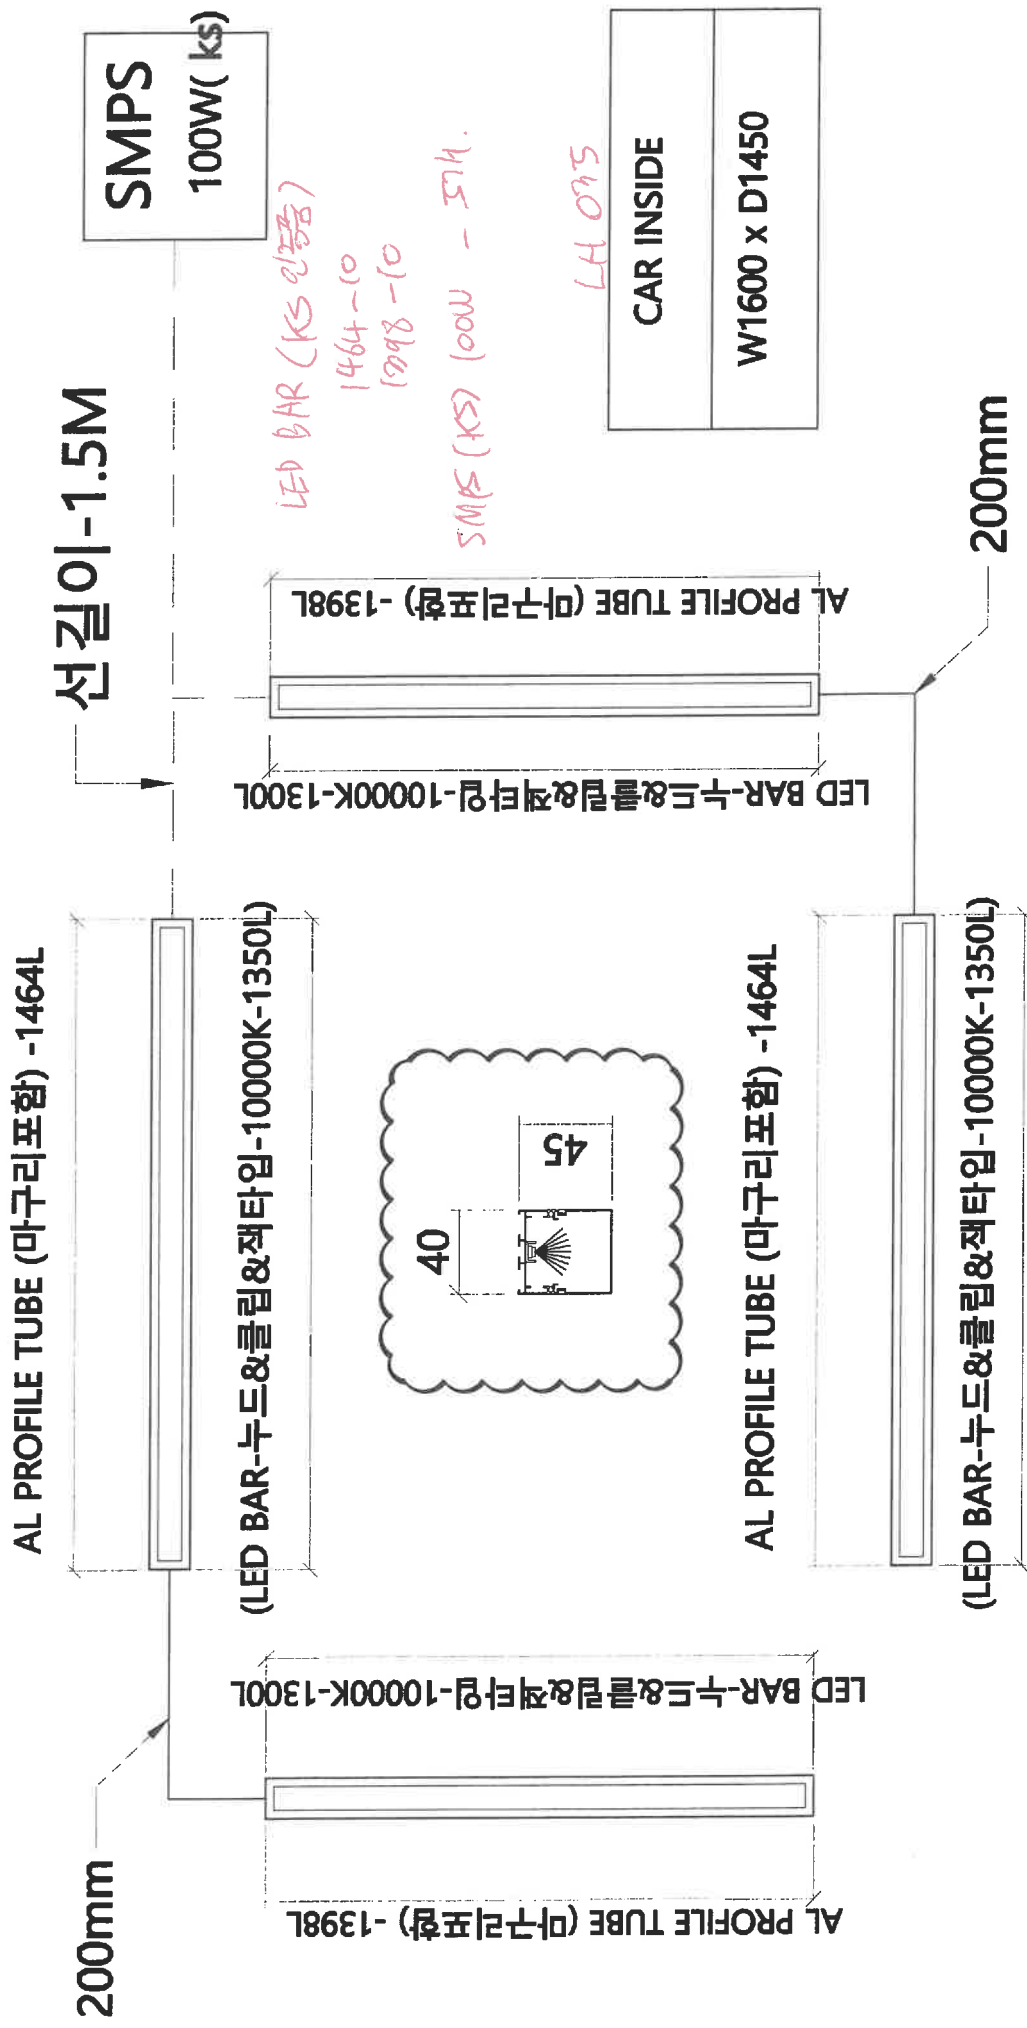 SMPS
100W( ks)
선길이-1.5M
LED BAR (KS 인증품)
1464-10
1398-10
SMPS (KS) 100W - 5개.
LH 035
CAR INSIDE
W1600 x D1450
200mm
AL PROFILE TUBE (마구리포함) -1398L
LED BAR-누드&클립&잭타입-10000K-1300L
AL PROFILE TUBE (마구리포함) -1464L
(LED BAR-누드&클립&잭타입-10000K-1350L)
40
45
AL PROFILE TUBE (마구리포함) -1464L
(LED BAR-누드&클립&잭타입-10000K-1350L)
LED BAR-누드&클립&잭타입-10000K-1300L
AL PROFILE TUBE (마구리포함) -1398L
200mm